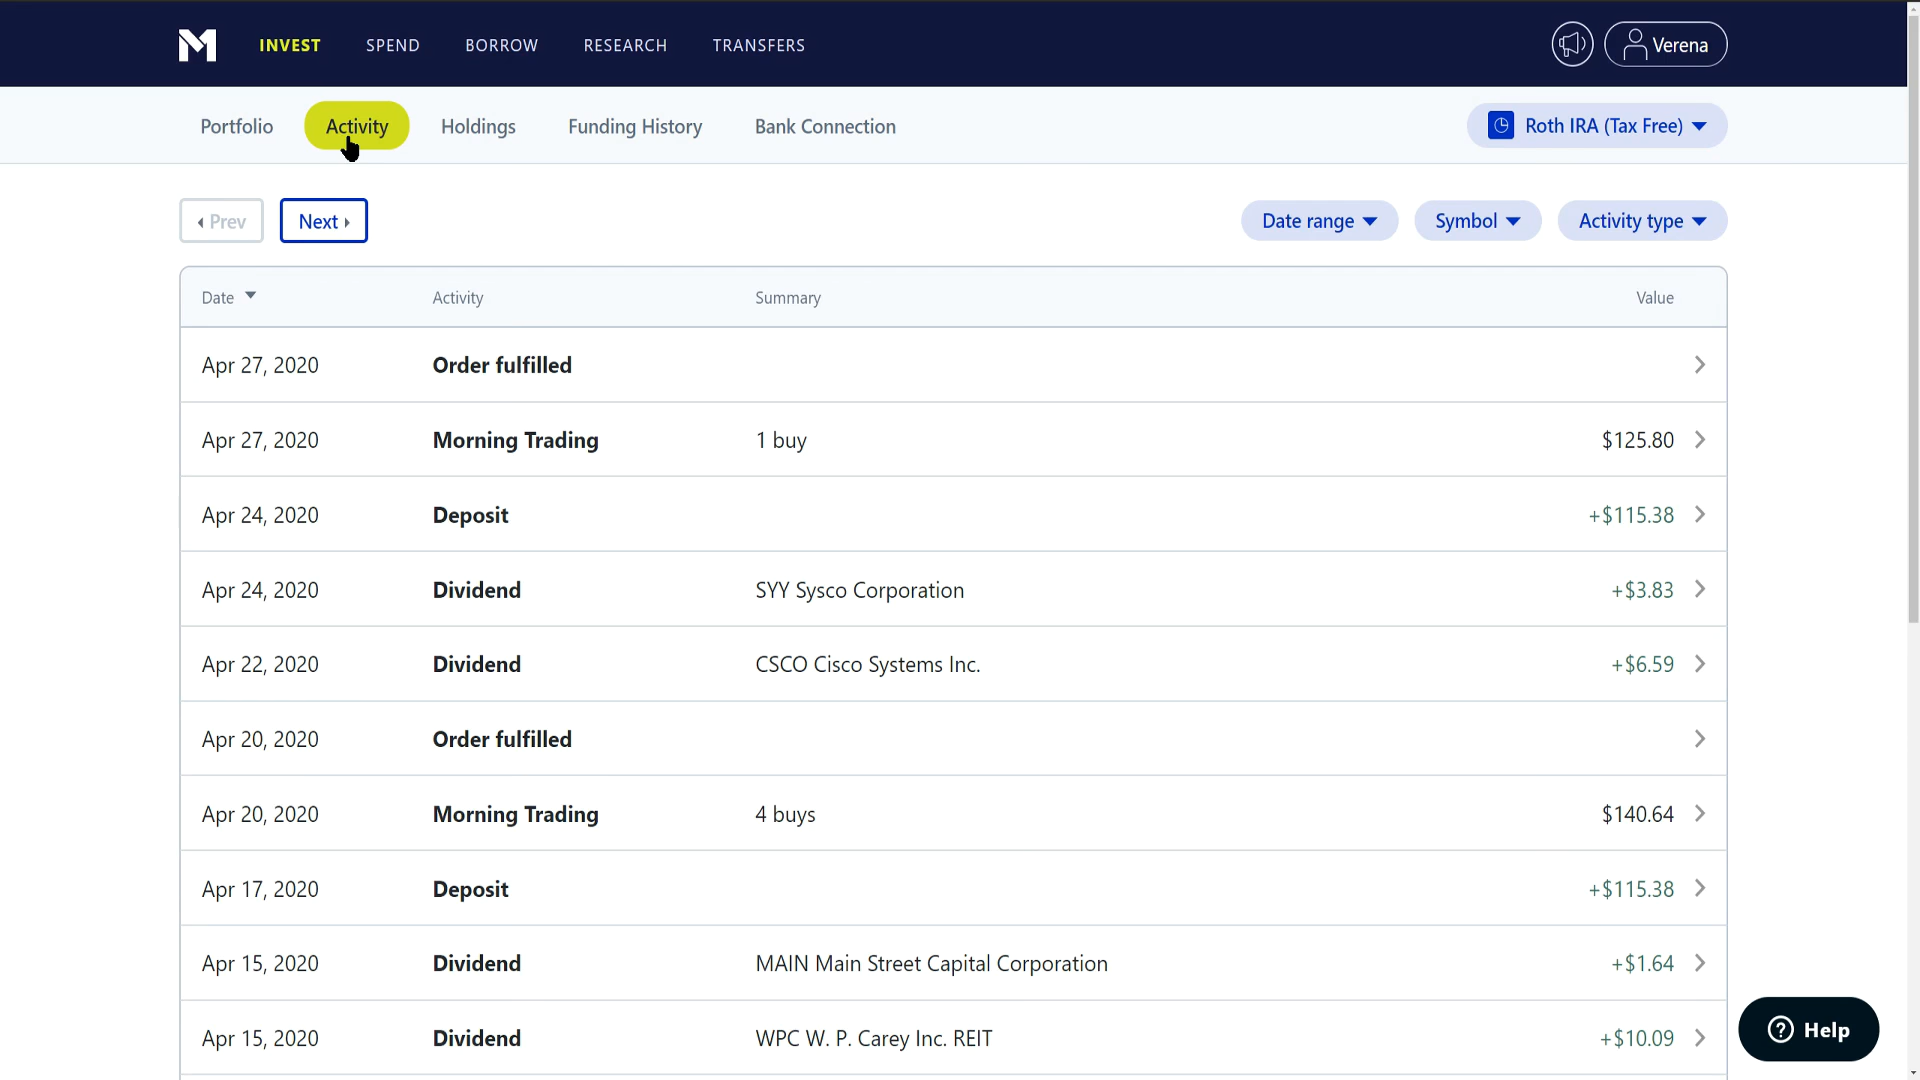 INVEST SPEND BORROW RESEARCH TRANSFERS Verena
Portfolio Activity Holdings Funding History Bank Connection Roth IRA (Tax Free)
Prev Next Date range Symbol Activity type
Date Activity Summary Value
Apr 27, 2020 Order fulfilled
Apr 27, 2020 Morning Trading 1 buy $125.80
Apr 24, 2020 Deposit +$115.38
Apr 24, 2020 Dividend SYY Sysco Corporation +$3.83
Apr 22, 2020 Dividend CSCO Cisco Systems Inc. +$6.59
Apr 20, 2020 Order fulfilled
Apr 20, 2020 Morning Trading 4 buys $140.64
Apr 17, 2020 Deposit +$115.38
Apr 15, 2020 Dividend MAIN Main Street Capital Corporation +$1.64
Apr 15, 2020 Dividend WPC W. P. Carey Inc. REIT +$10.09
Help